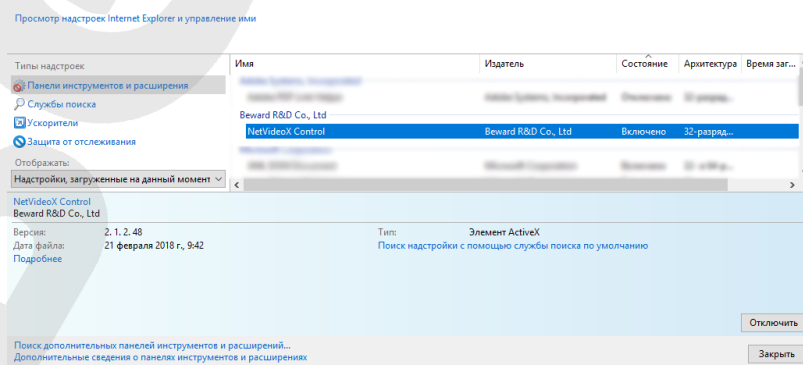 Просмотр надстроек Internet Explorer и управление ими
Типы надстроек
Панели инструментов и расширения
Службы поиска
Ускорители
Защита от отслеживания
Отображать:
Надстройки, загруженные на данный момент
Имя Издатель Состояние Архитектура Время заг...
Beward R&D Co., Ltd
NetVideoX Control Beward R&D Co., Ltd Включено 32-разряд...
NetVideoX Control
Beward R&D Co., Ltd
Версия: 2. 1. 2. 48 Тип: Элемент ActiveX
Дата файла: 21 февраля 2018 г., 9:42 Поиск надстройки с помощью службы поиска по умолчанию
Подробнее
Отключить
Поиск дополнительных панелей инструментов и расширений...
Дополнительные сведения о панелях инструментов и расширениях
Закрыть